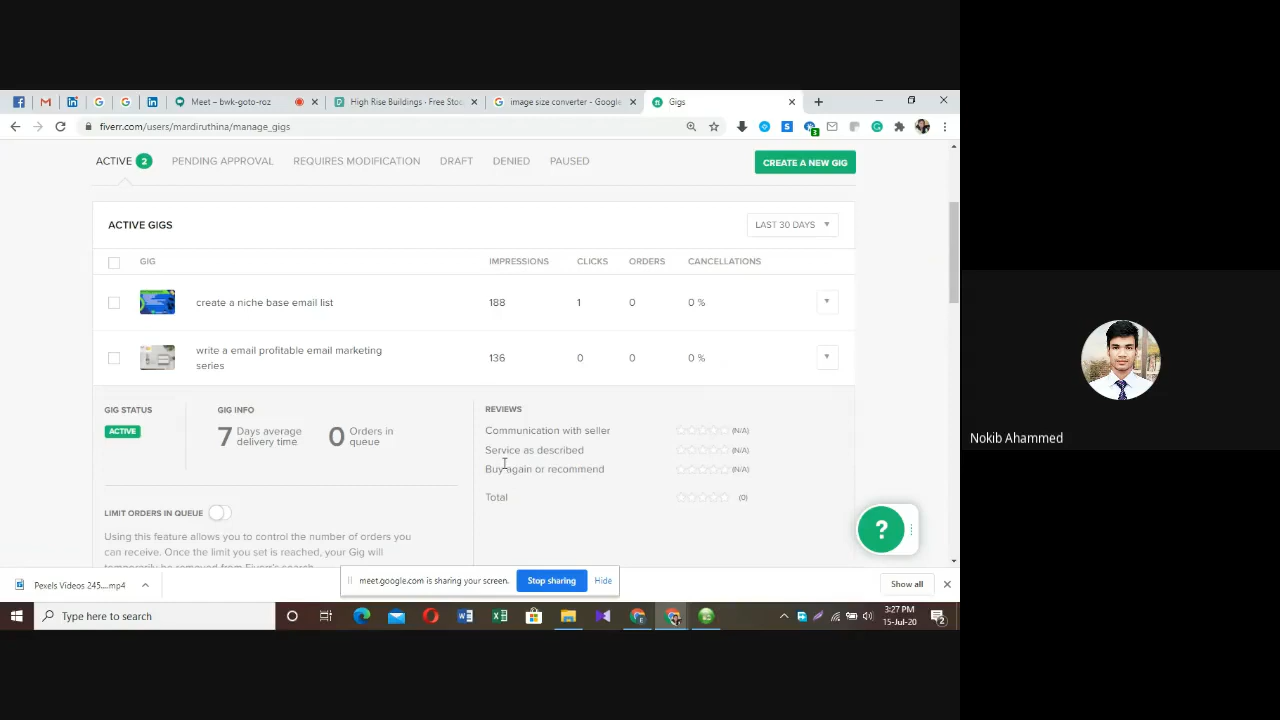 Meet – bwk-goto-roz
High Rise Buildings · Free Stoc
image size converter - Google
Gigs
fiverr.com/users/mardiruthina/manage_gigs
ACTIVE 2 PENDING APPROVAL REQUIRES MODIFICATION DRAFT DENIED PAUSED
CREATE A NEW GIG
ACTIVE GIGS
LAST 30 DAYS
GIG IMPRESSIONS CLICKS ORDERS CANCELLATIONS
create a niche base email list 188 1 0 0 %
write a email profitable email marketing
series
136 0 0 0 %
GIG STATUS
ACTIVE
GIG INFO
7 Days average
delivery time
0 Orders in
queue
REVIEWS
Communication with seller (N/A)
Service as described (N/A)
Buy again or recommend (N/A)
Total (0)
LIMIT ORDERS IN QUEUE
Using this feature allows you to control the number of orders you
can receive. Once the limit you set is reached, your Gig will
temporarily be removed from Fiverr's search
?
Nokib Ahammed
Pexels Videos 245....mp4
meet.google.com is sharing your screen.
Stop sharing
Hide
Show all
Type here to search
3:27 PM
15-Jul-20
2